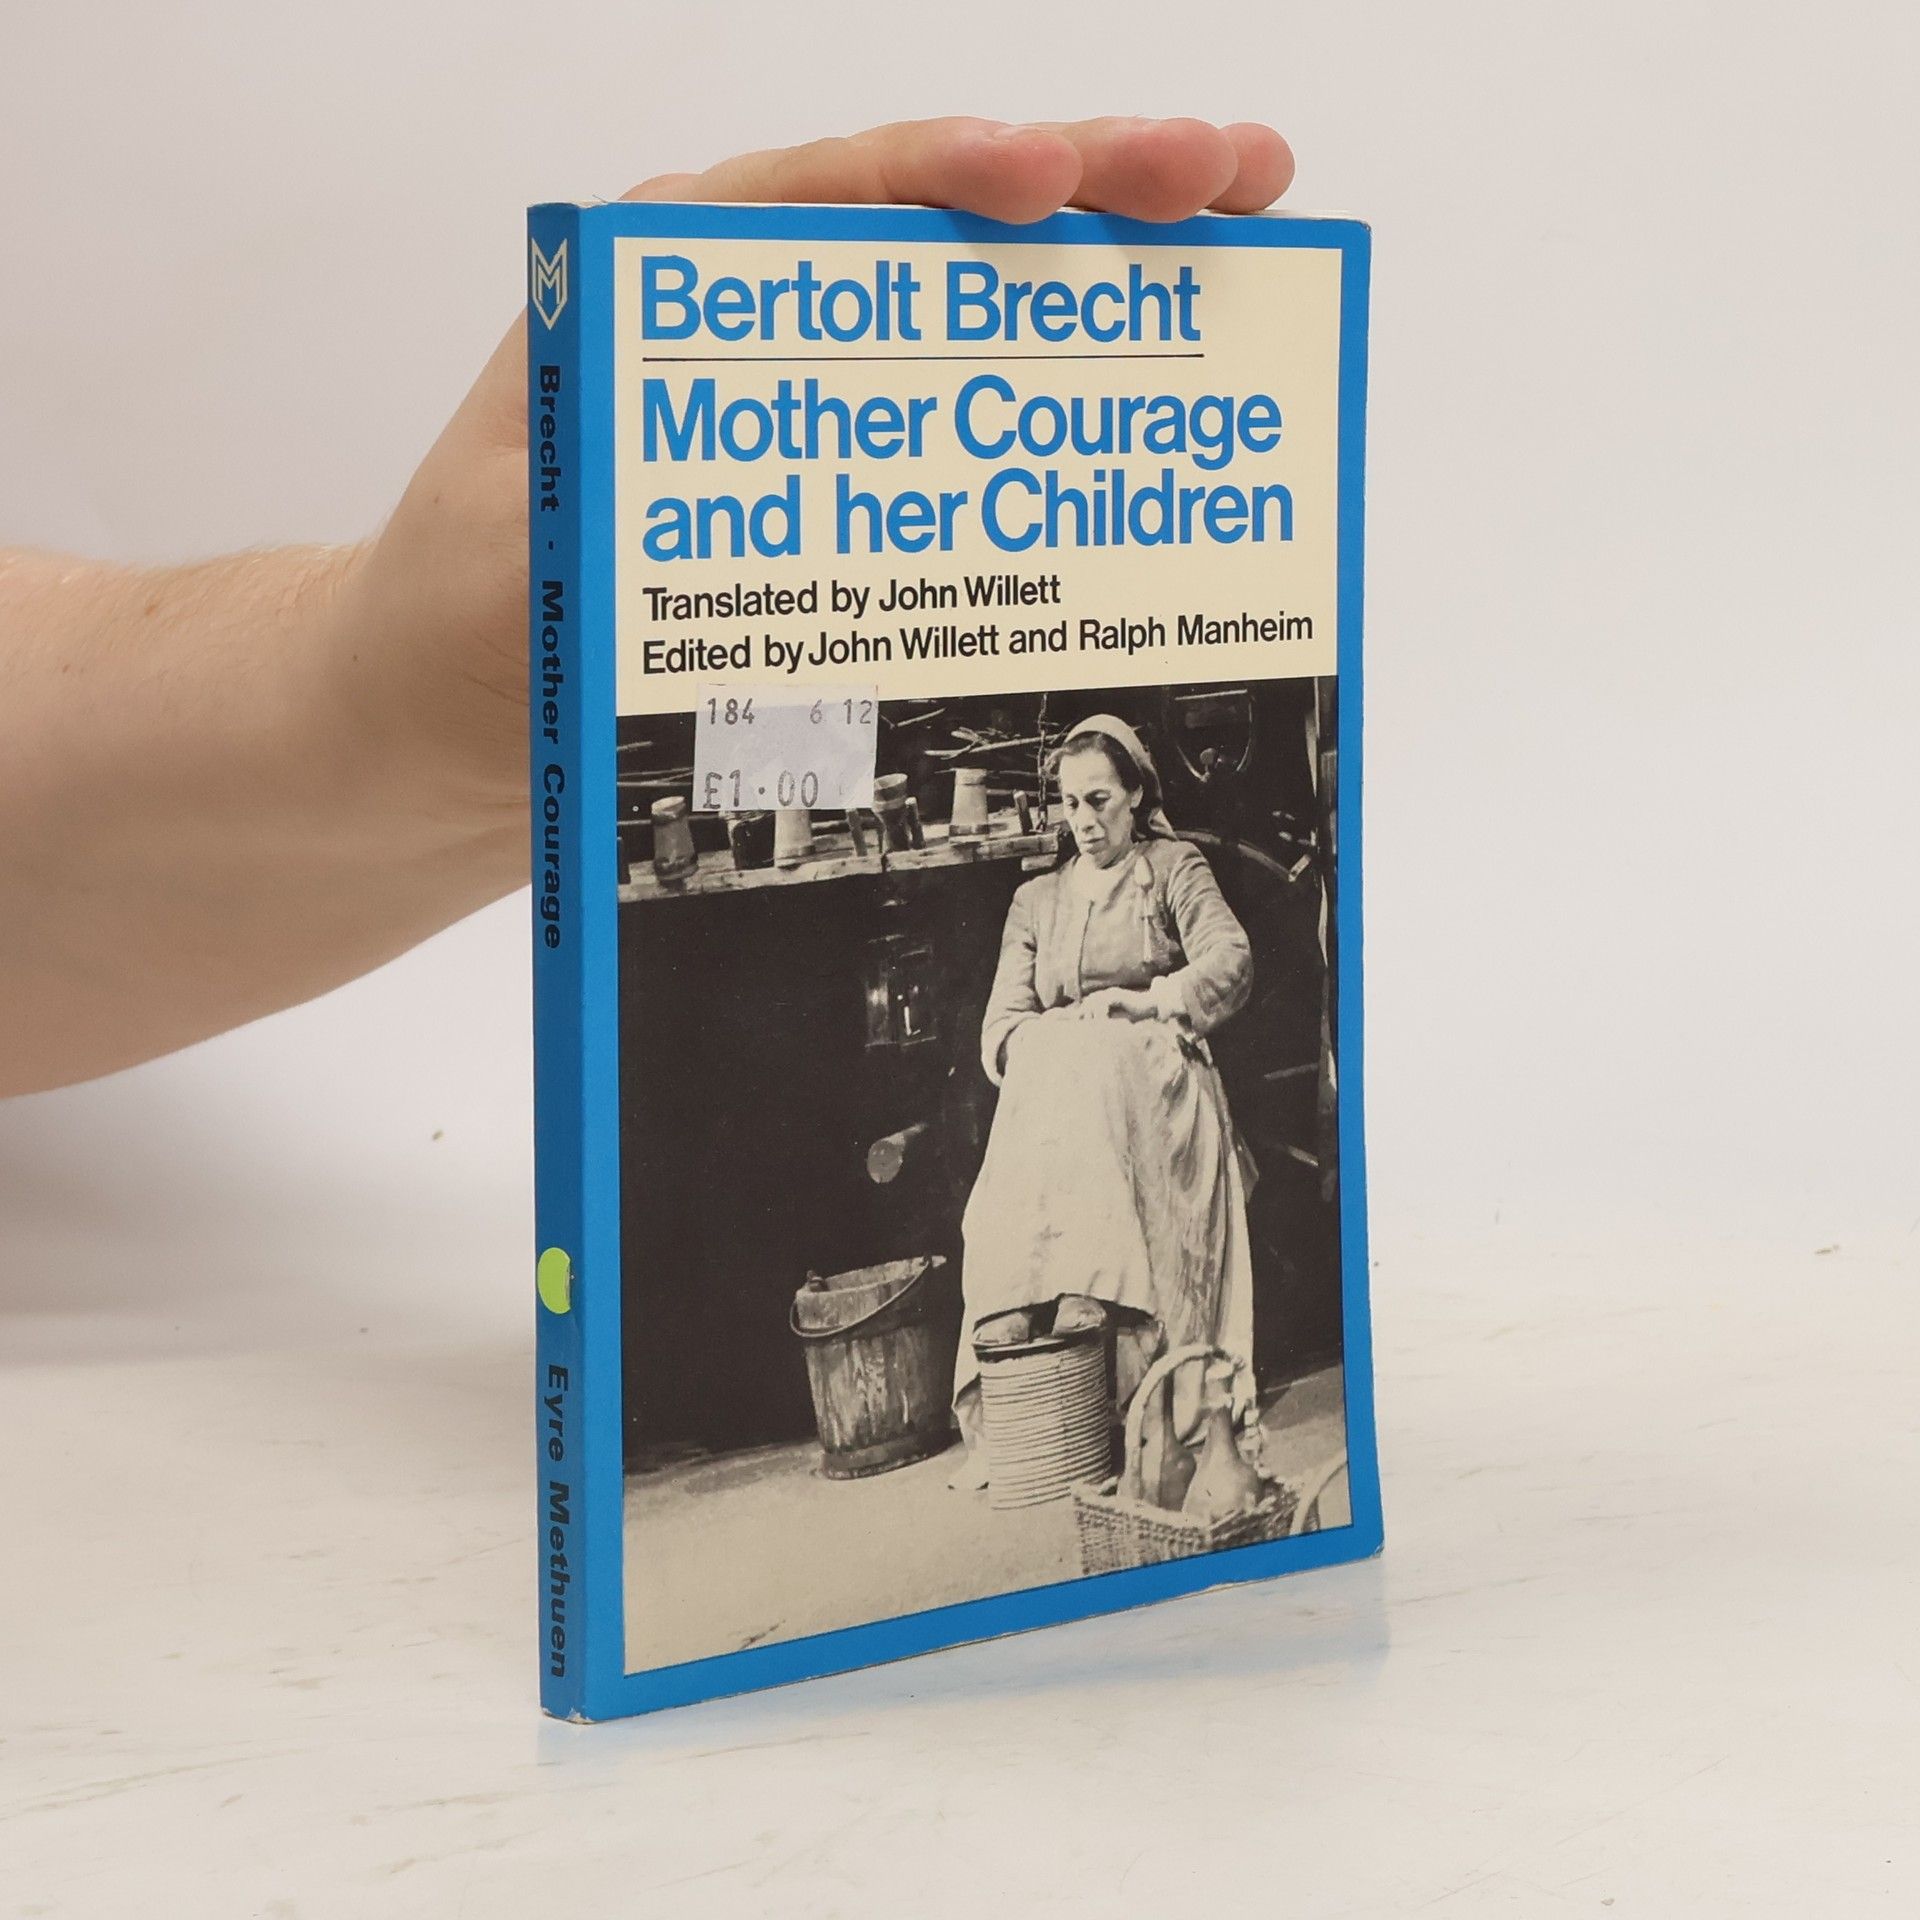 Bertolt Brecht
Mother Courage
and her Children
Translated by John Willett
Edited by John Willett and Ralph Manheim
184 6 12
£1·00
M
Brecht · Mother Courage
Eyre Methuen